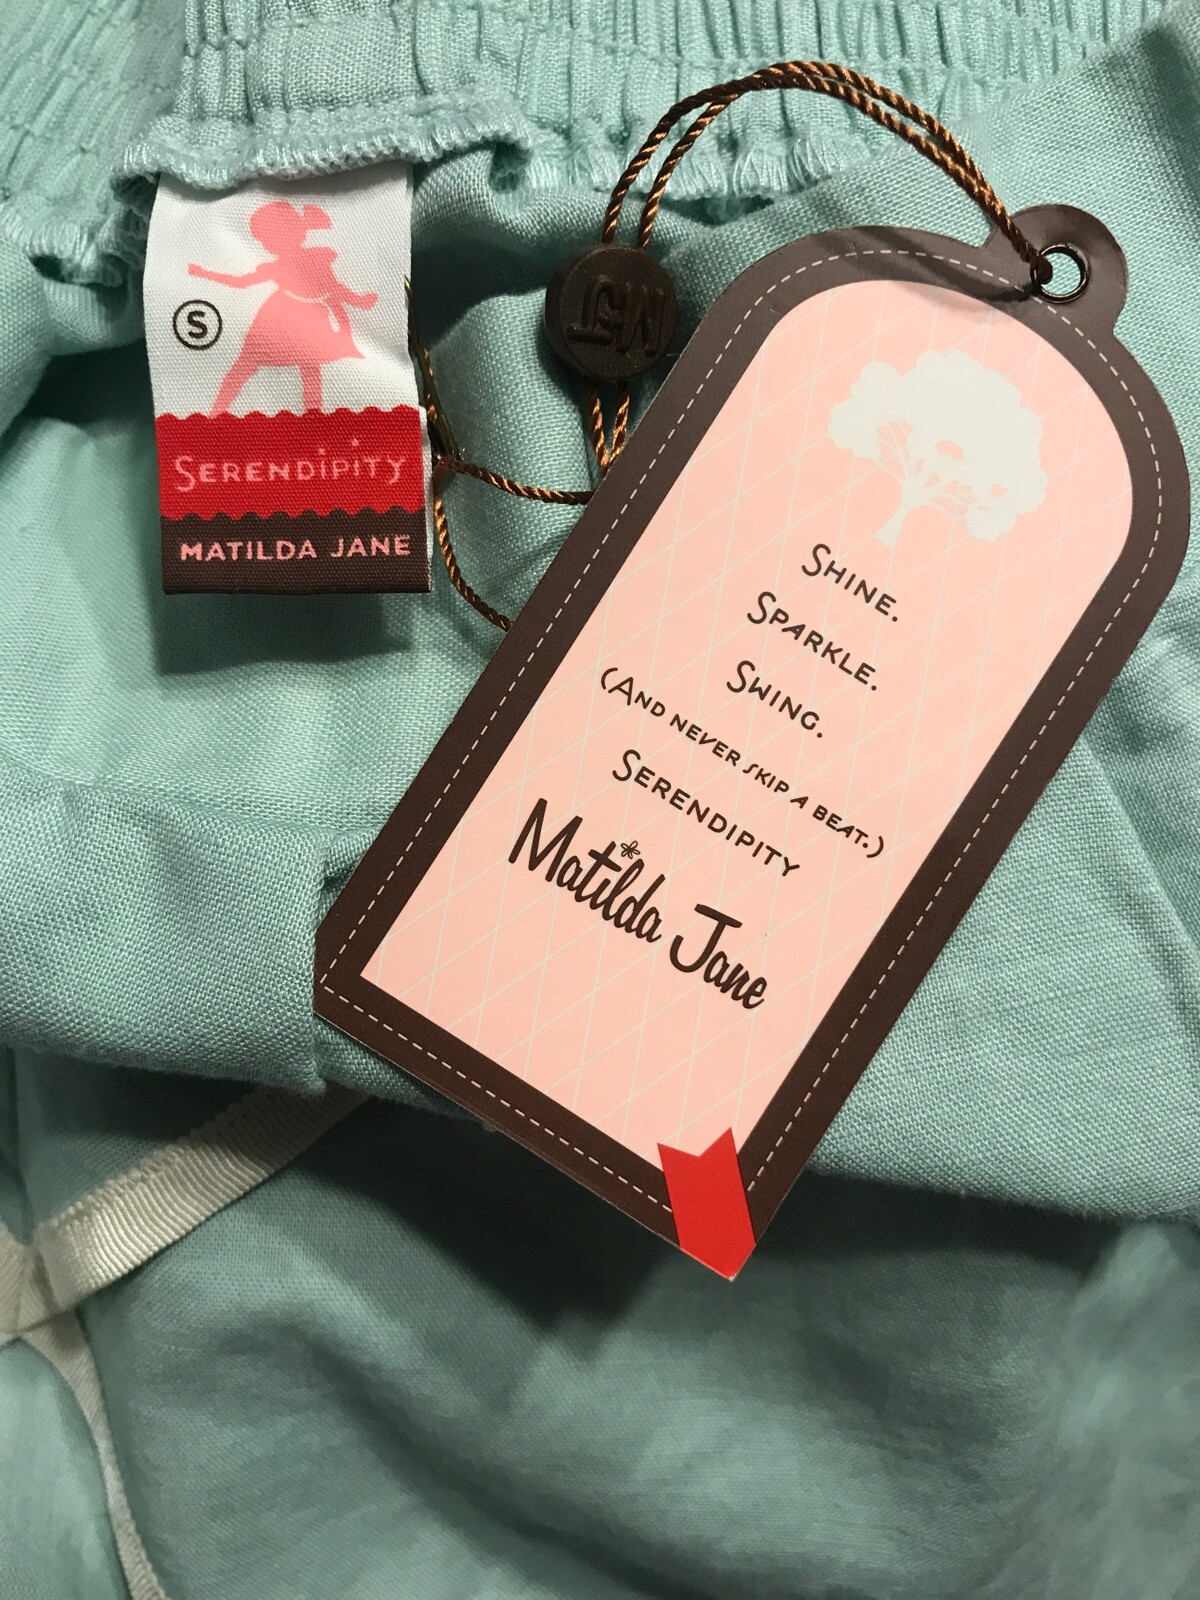 S
SERENDIPITY
MATILDA JANE
MJ
SHINE.
SPARKLE.
SWING.
(AND NEVER SKIP A BEAT.)
SERENDIPITY
Matilda Jane